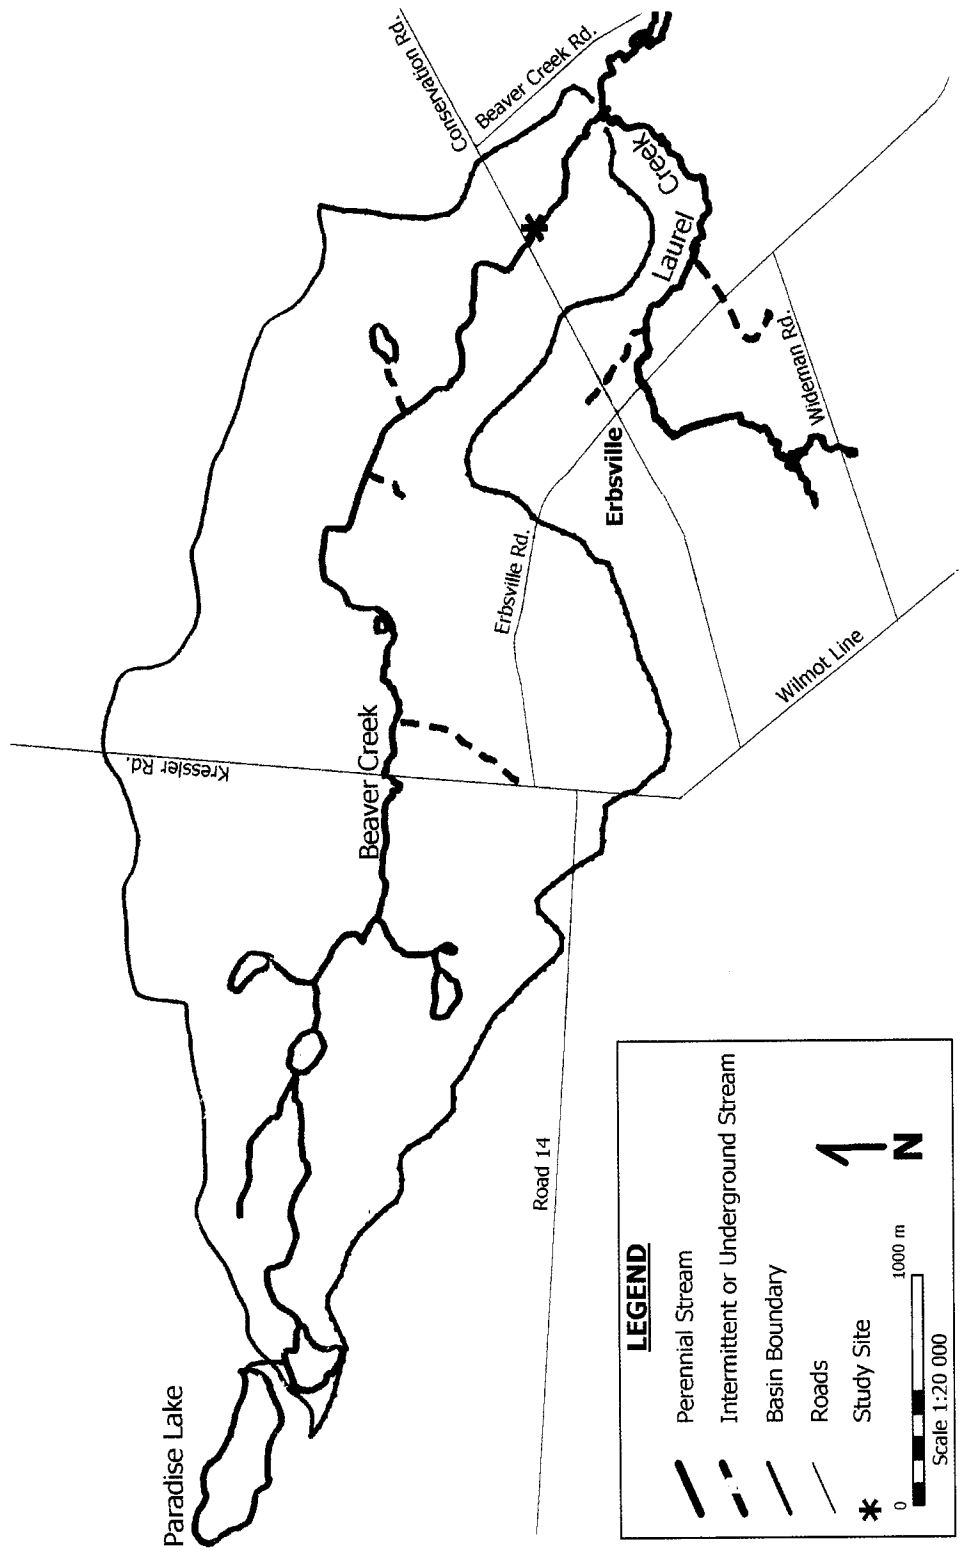 Paradise Lake
Kressler Rd.
Beaver Creek
Conservation Rd.
Beaver Creek Rd.
Laurel Creek
Erbsville
Erbsville Rd.
Wideman Rd.
Wilmot Line
Road 14
LEGEND
Perennial Stream
Intermittent or Underground Stream
Basin Boundary
Roads
Study Site
0 1000 m
Scale 1:20 000
N